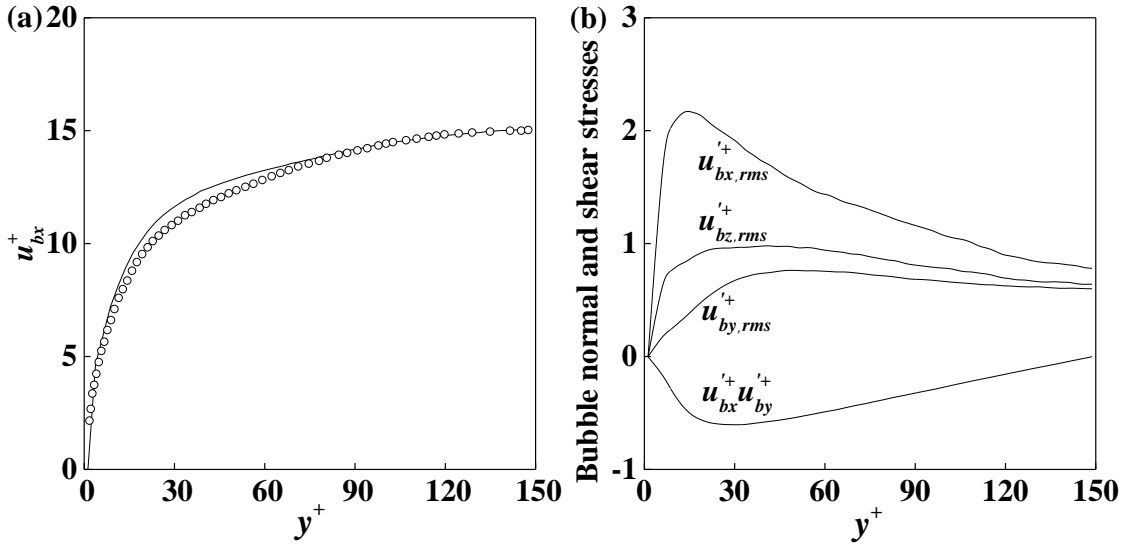 (a)
20
15
10
5
0
u+bx
0 30 60 90 120 150
y+
(b)
3
2
1
0
-1
Bubble normal and shear stresses
u'+bx,rms
u'+bz,rms
u'+by,rms
u'+bx u'+by
0 30 60 90 120 150
y+